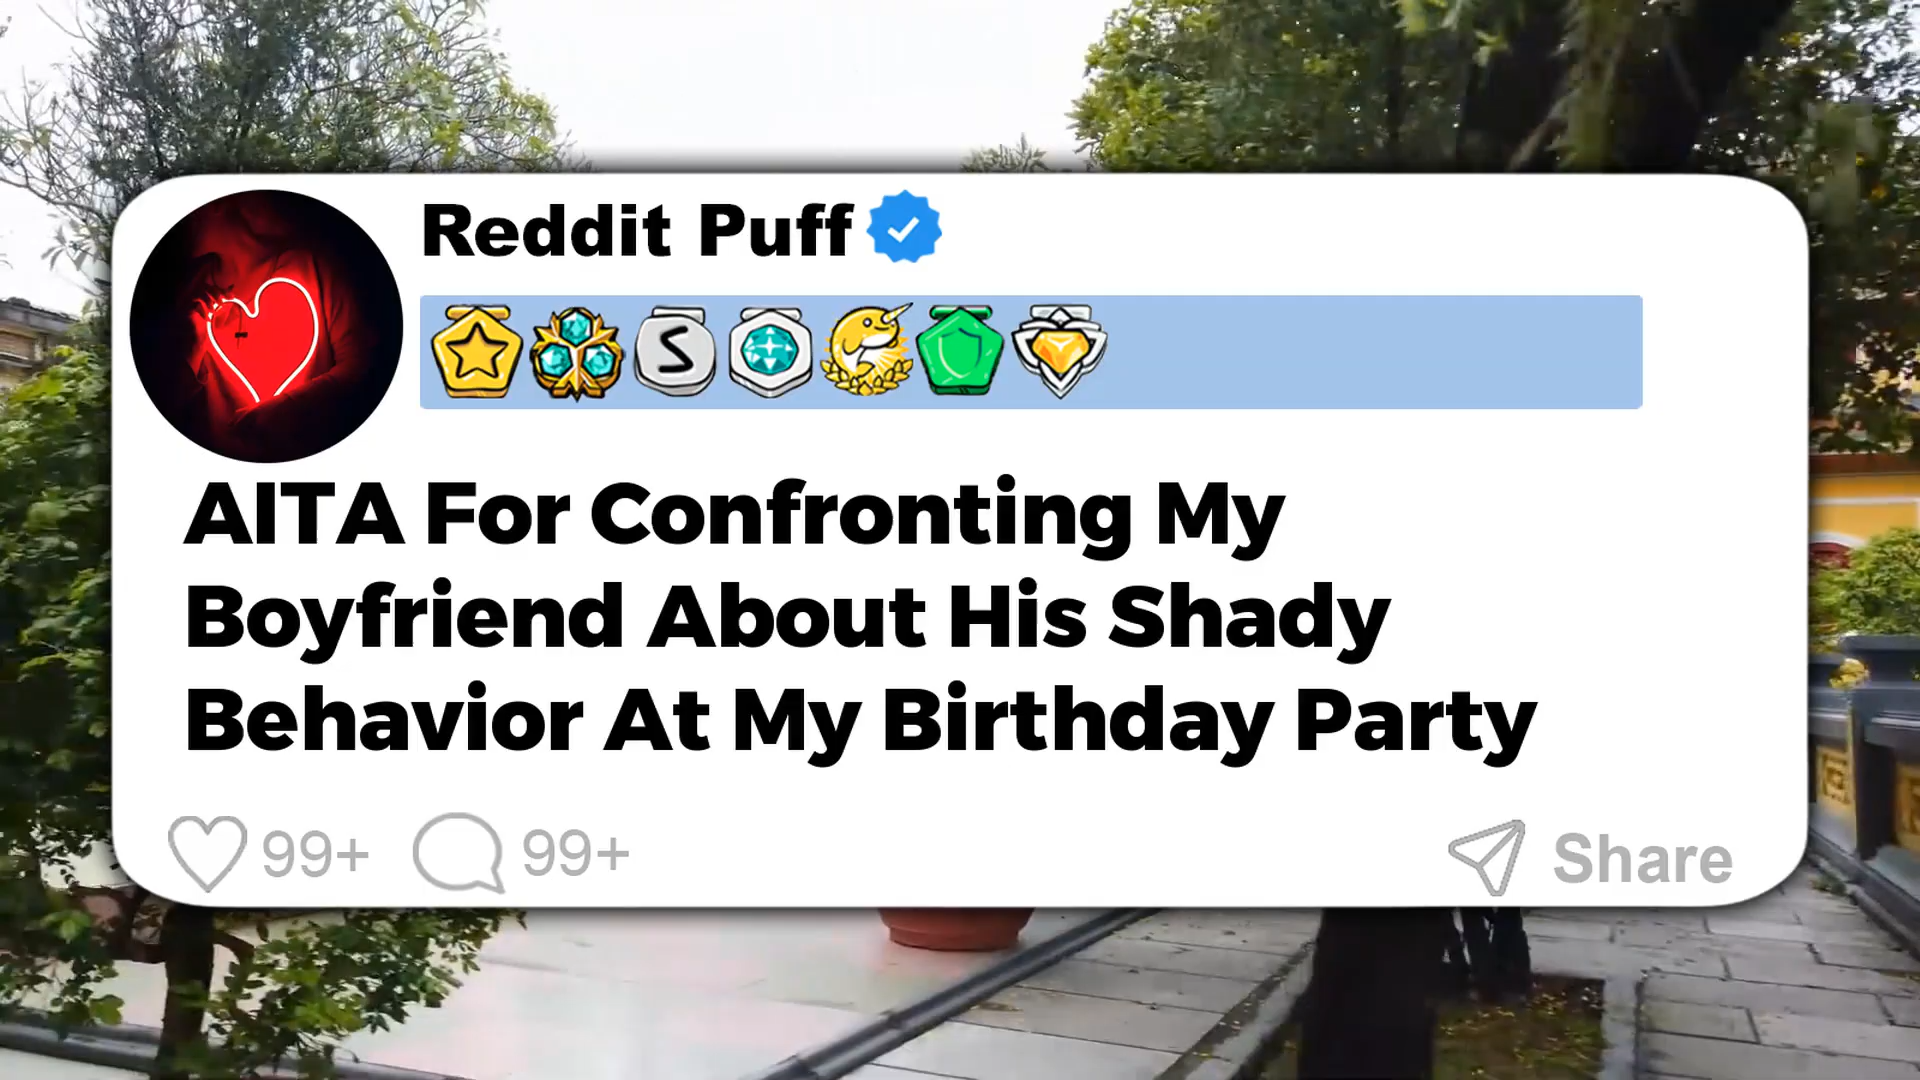 Reddit Puff
S
AITA For Confronting My
Boyfriend About His Shady
Behavior At My Birthday Party
99+ 99+ Share